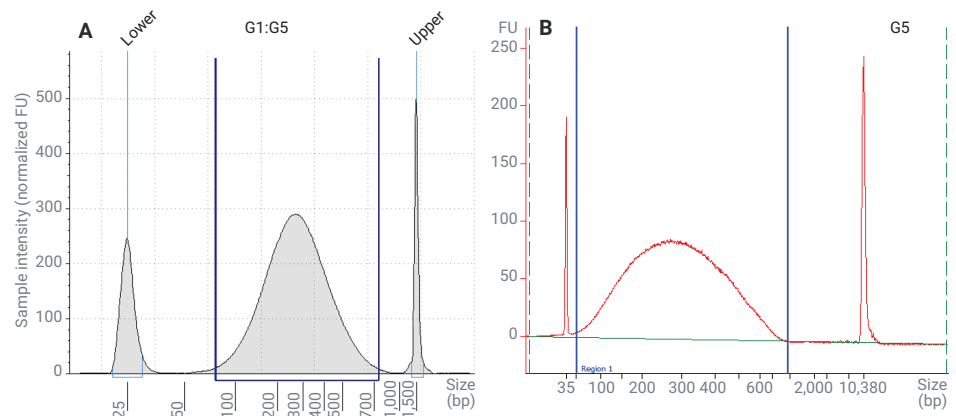 A
Lower
G1:G5
Upper
Sample intensity (normalized FU)
500
400
300
200
100
0
25
50
100
200
300
400
500
700
1,000
1,500
Size
(bp)
B
FU
G5
250
200
150
100
50
0
Region 1
35 100 200 300 400 600 2,000 10,380 Size
(bp)